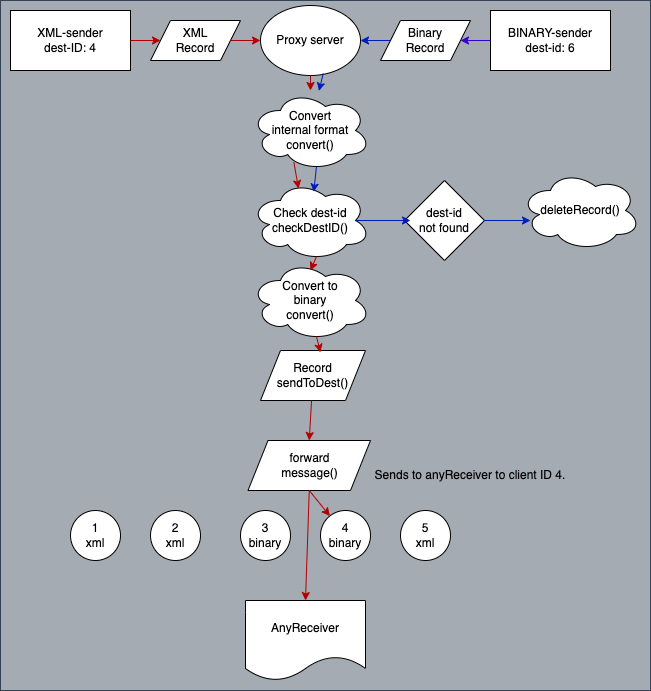 XML-sender
dest-ID: 4
XML
Record
Proxy server
Binary
Record
BINARY-sender
dest-id: 6
Convert
internal format
convert()
Check dest-id
checkDestID()
dest-id
not found
deleteRecord()
Convert to
binary
convert()
Record
sendToDest()
forward
message()
Sends to anyReceiver to client ID 4.
1
xml
2
xml
3
binary
4
binary
5
xml
AnyReceiver